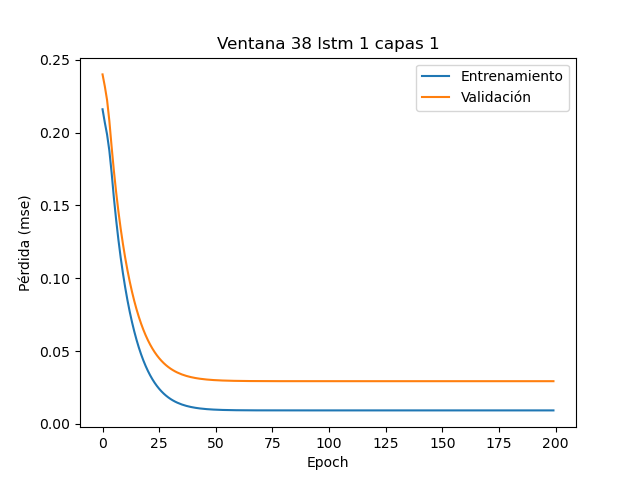 Ventana 38 lstm 1 capas 1
Entrenamiento
Validación
0.25
0.20
0.15
0.10
0.05
0.00
Pérdida (mse)
0 25 50 75 100 125 150 175 200
Epoch